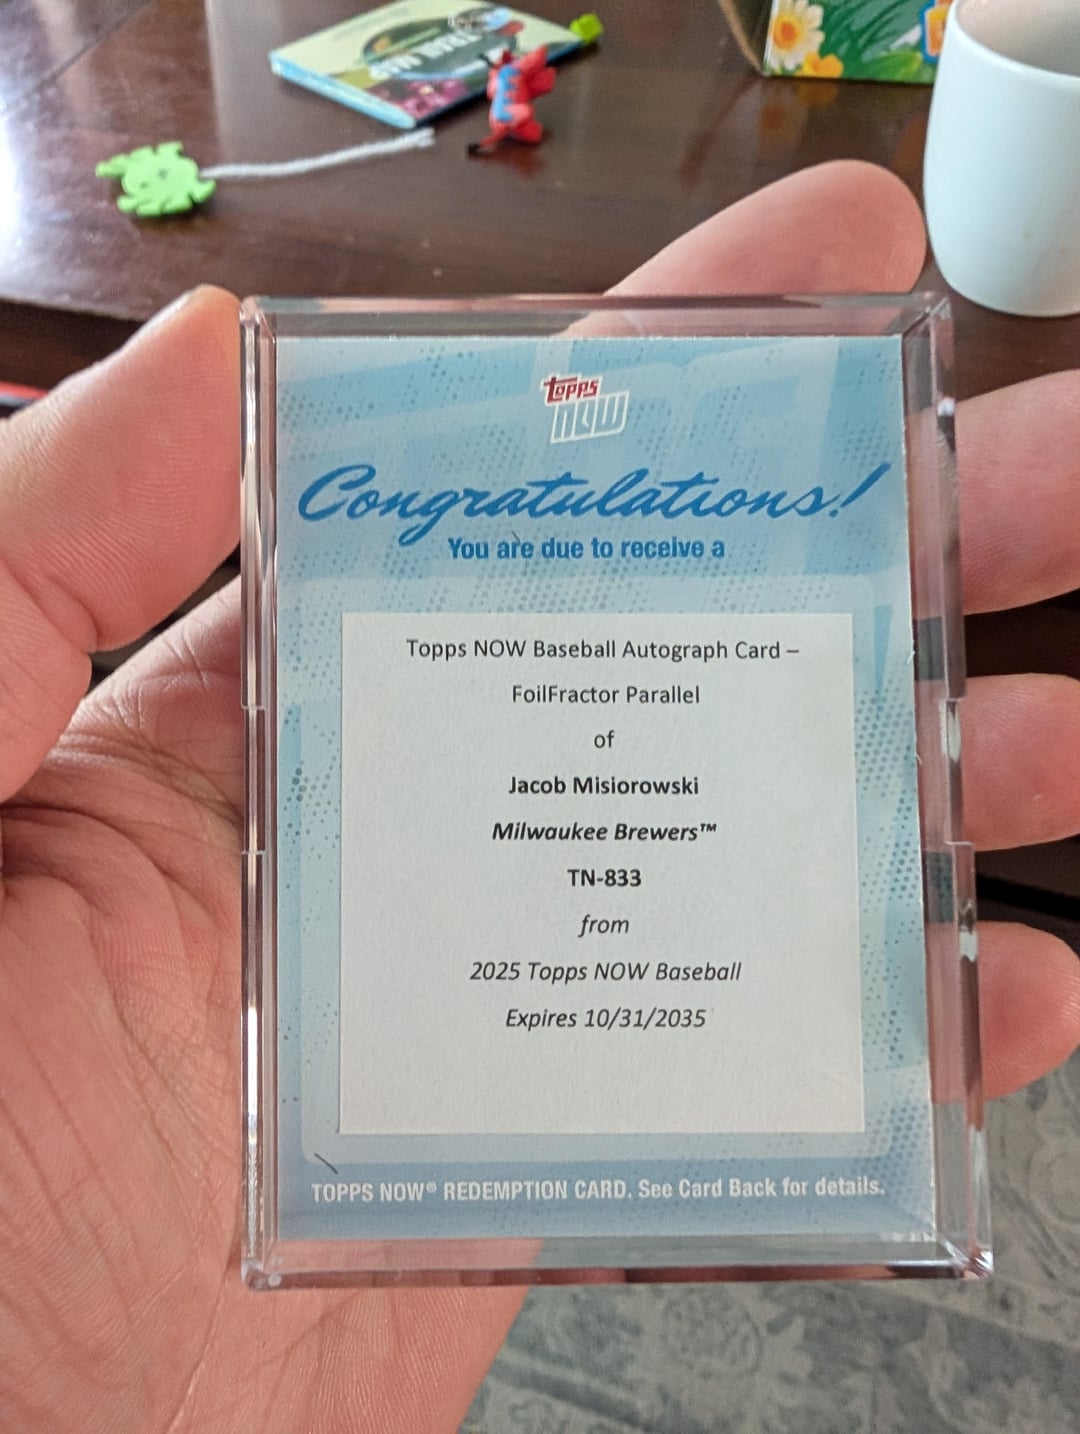 topps
now
Congratulations!
You are due to receive a
Topps NOW Baseball Autograph Card –
FoilFractor Parallel
of
Jacob Misiorowski
Milwaukee Brewers™
TN-833
from
2025 Topps NOW Baseball
Expires 10/31/2035
TOPPS NOW® REDEMPTION CARD. See Card Back for details.